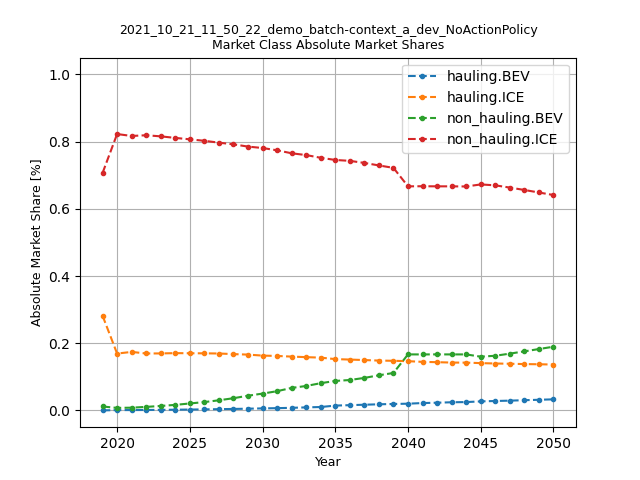 2021_10_21_11_50_22_demo_batch-context_a_dev_NoActionPolicy
Market Class Absolute Market Shares
hauling.BEV
hauling.ICE
non_hauling.BEV
non_hauling.ICE
Absolute Market Share [%]
1.0
0.8
0.6
0.4
0.2
0.0
2020 2025 2030 2035 2040 2045 2050
Year